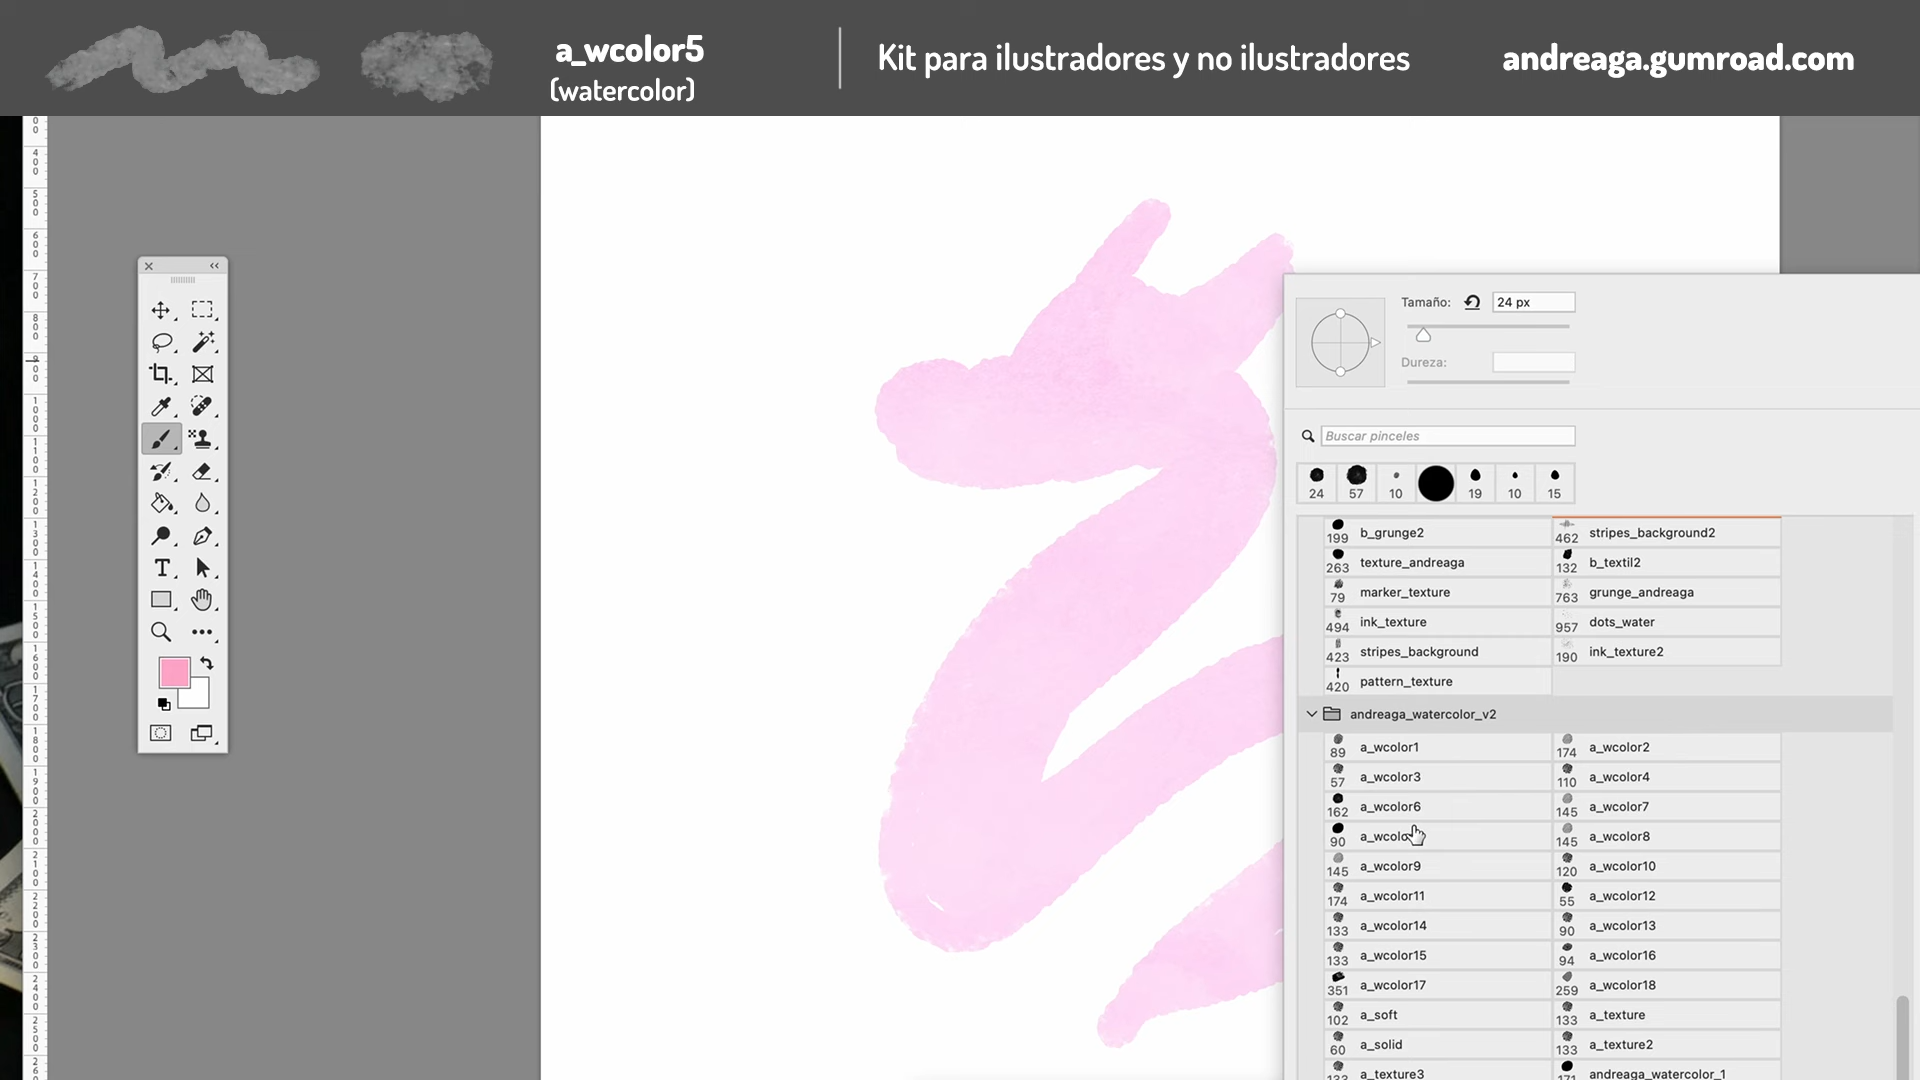 a_wcolor5
(watercolor)
Kit para ilustradores y no ilustradores
andreaga.gumroad.com
Tamaño:
24 px
Dureza:
Buscar pinceles
24
57
10
19
10
15
199 b_grunge2
462 stripes_background2
263 texture_andreaga
132 b_textil2
79 marker_texture
763 grunge_andreaga
494 ink_texture
957 dots_water
423 stripes_background
190 ink_texture2
420 pattern_texture
andreaga_watercolor_v2
89 a_wcolor1
174 a_wcolor2
57 a_wcolor3
110 a_wcolor4
162 a_wcolor6
145 a_wcolor7
90
145 a_wcolor8
145 a_wcolor9
120 a_wcolor10
174 a_wcolor11
55 a_wcolor12
133 a_wcolor14
90 a_wcolor13
133 a_wcolor15
94 a_wcolor16
351 a_wcolor17
259 a_wcolor18
102 a_soft
133 a_texture
60 a_solid
133 a_texture2
a_texture3
andreaga_watercolor_1